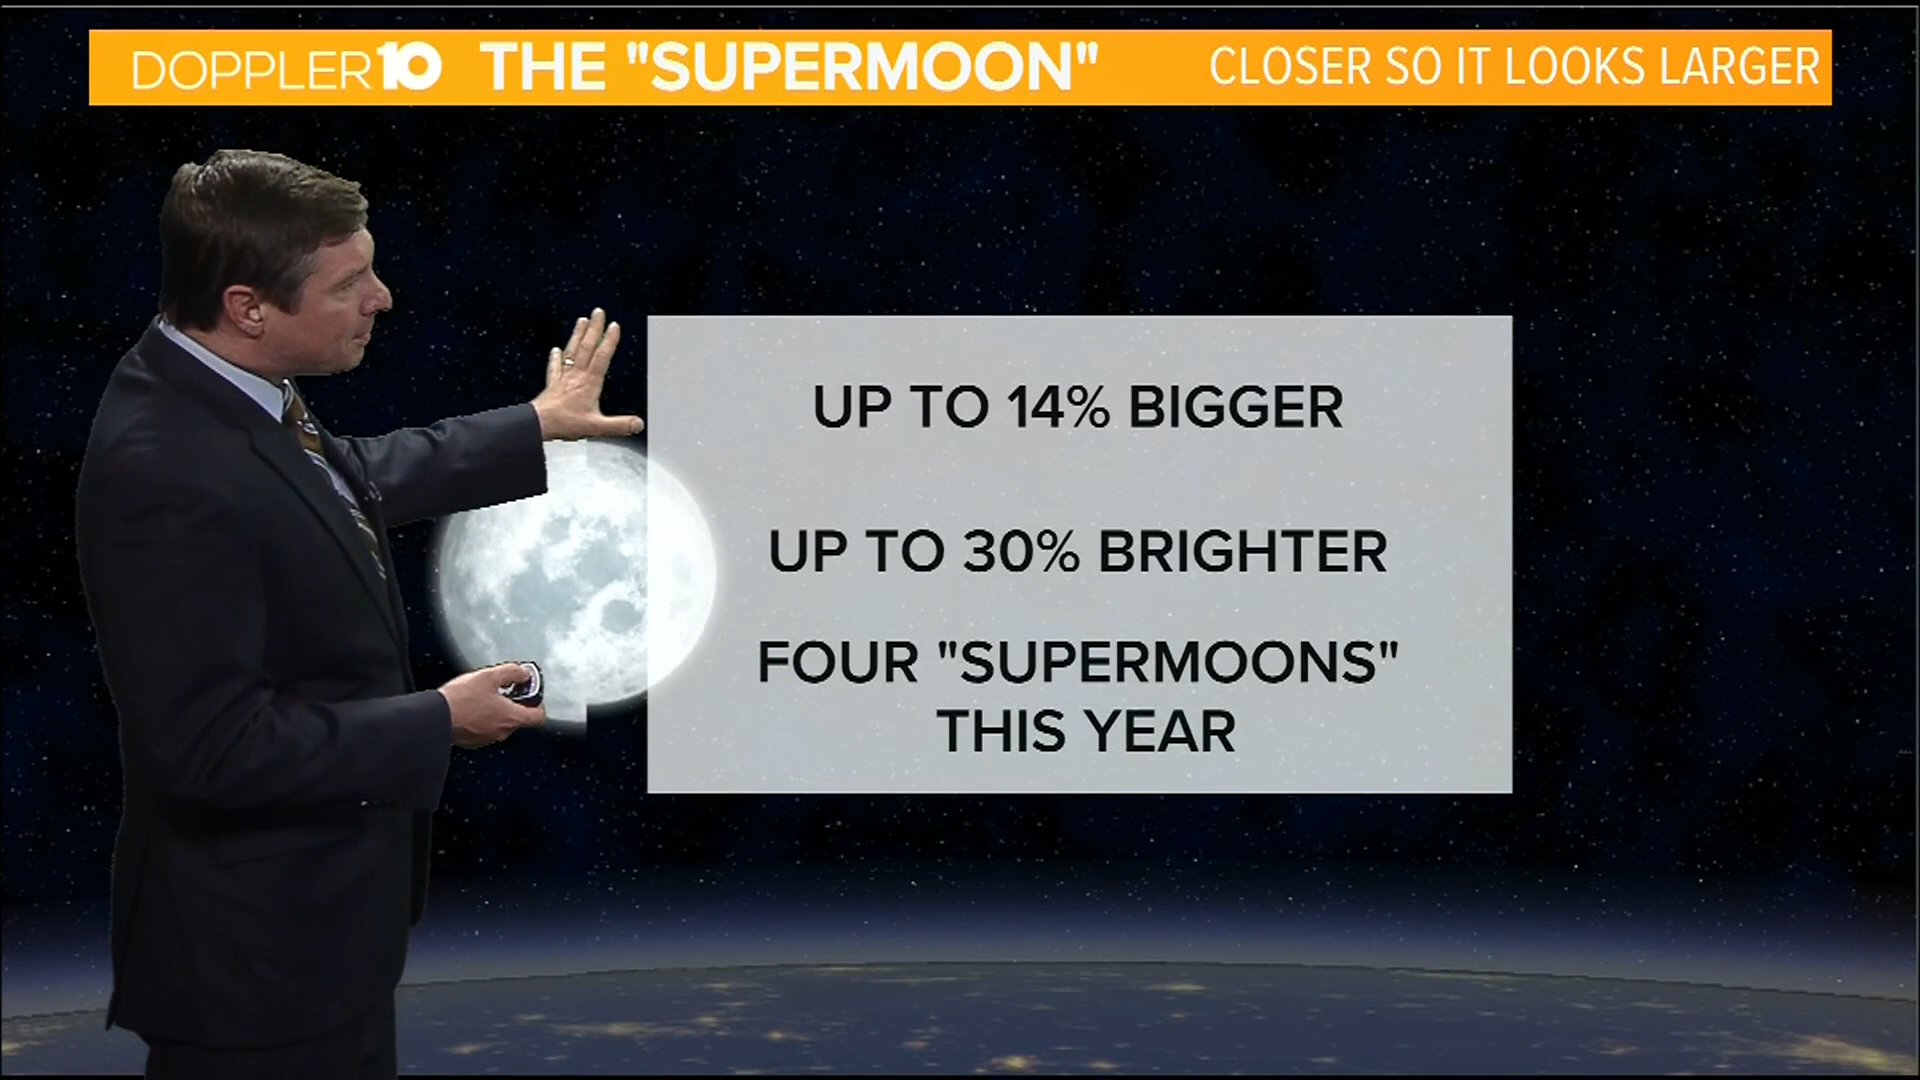 DOPPLER10 THE "SUPERMOON" CLOSER SO IT LOOKS LARGER
UP TO 14% BIGGER
UP TO 30% BRIGHTER
FOUR "SUPERMOONS"
THIS YEAR